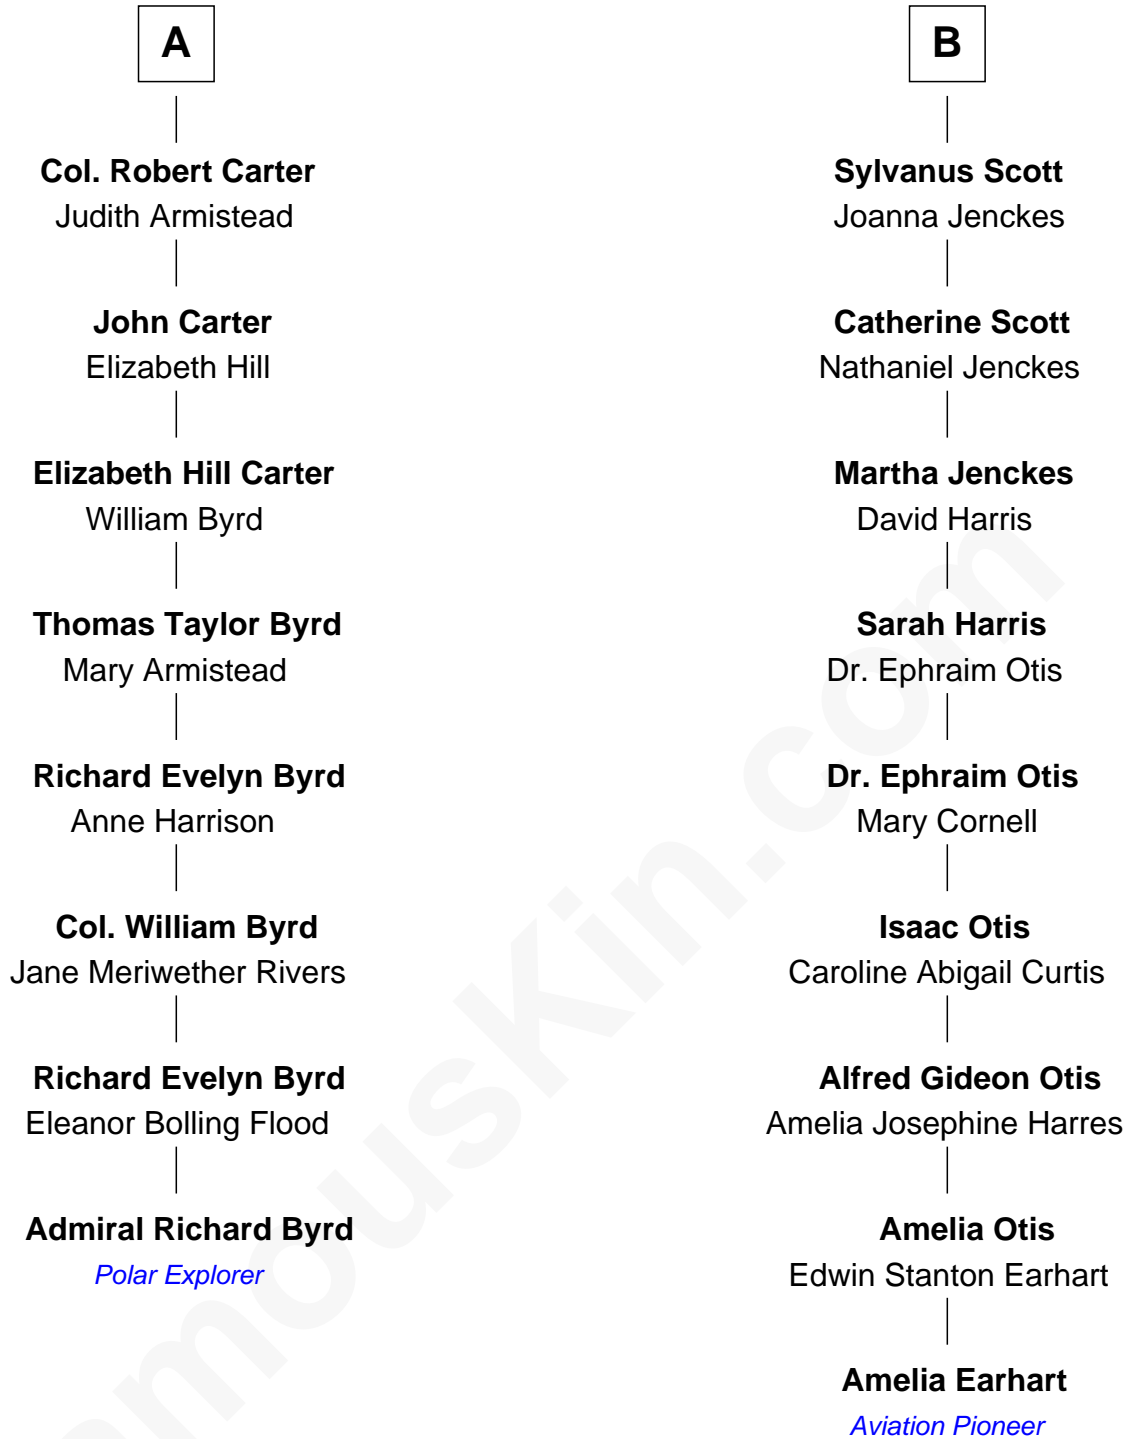 A
Col. Robert Carter
Judith Armistead
John Carter
Elizabeth Hill
Elizabeth Hill Carter
William Byrd
Thomas Taylor Byrd
Mary Armistead
Richard Evelyn Byrd
Anne Harrison
Col. William Byrd
Jane Meriwether Rivers
Richard Evelyn Byrd
Eleanor Bolling Flood
Admiral Richard Byrd
Polar Explorer
B
Sylvanus Scott
Joanna Jenckes
Catherine Scott
Nathaniel Jenckes
Martha Jenckes
David Harris
Sarah Harris
Dr. Ephraim Otis
Dr. Ephraim Otis
Mary Cornell
Isaac Otis
Caroline Abigail Curtis
Alfred Gideon Otis
Amelia Josephine Harres
Amelia Otis
Edwin Stanton Earhart
Amelia Earhart
Aviation Pioneer
amouskin.com